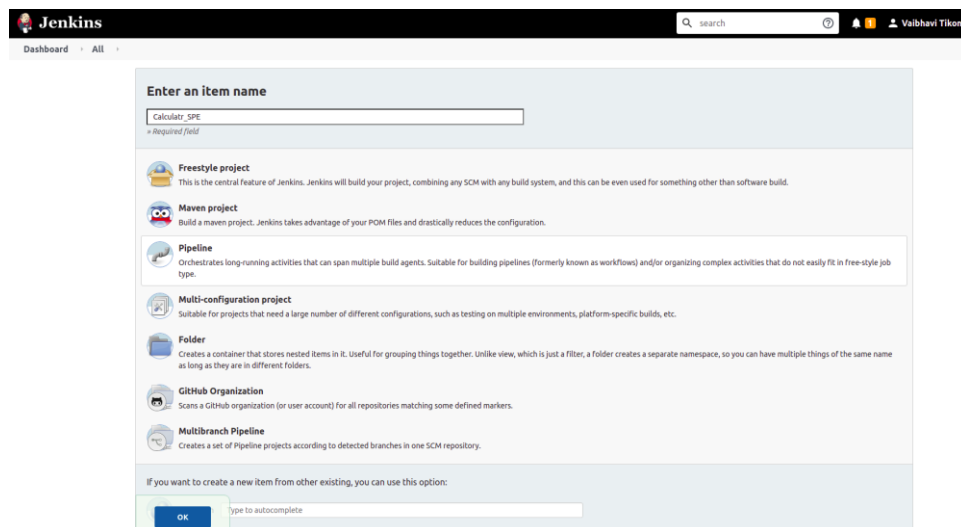 Jenkins
search
1
Vaibhavi Tikon
Dashboard
All
Enter an item name
Calculatr_SPE
» Required field
Freestyle project
This is the central feature of Jenkins. Jenkins will build your project, combining any SCM with any build system, and this can be even used for something other than software build.
Maven project
Build a maven project. Jenkins takes advantage of your POM files and drastically reduces the configuration.
Pipeline
Orchestrates long-running activities that can span multiple build agents. Suitable for building pipelines (formerly known as workflows) and/or organizing complex activities that do not easily fit in free-style job
type.
Multi-configuration project
Suitable for projects that need a large number of different configurations, such as testing on multiple environments, platform-specific builds, etc.
Folder
Creates a container that stores nested items in it. Useful for grouping things together. Unlike view, which is just a filter, a folder creates a separate namespace, so you can have multiple things of the same name
as long as they are in different folders.
GitHub Organization
Scans a GitHub organization (or user account) for all repositories matching some defined markers.
Multibranch Pipeline
Creates a set of Pipeline projects according to detected branches in one SCM repository.
If you want to create a new item from other existing, you can use this option:
Type to autocomplete
OK